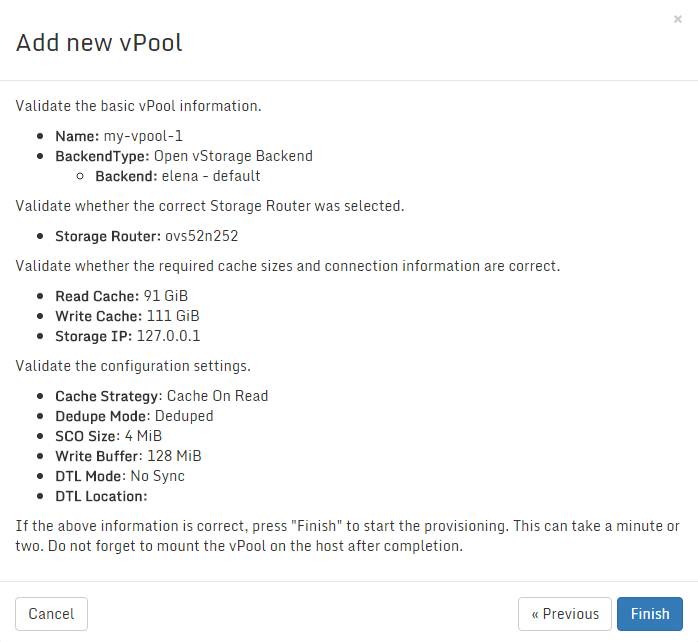 ×
Add new vPool
Validate the basic vPool information.
Name: my-vpool-1
BackendType: Open vStorage Backend
Backend: elena - default
Validate whether the correct Storage Router was selected.
Storage Router: ovs52n252
Validate whether the required cache sizes and connection information are correct.
Read Cache: 91 GiB
Write Cache: 111 GiB
Storage IP: 127.0.0.1
Validate the configuration settings.
Cache Strategy: Cache On Read
Dedupe Mode: Deduped
SCO Size: 4 MiB
Write Buffer: 128 MiB
DTL Mode: No Sync
DTL Location:
If the above information is correct, press "Finish" to start the provisioning. This can take a minute or
two. Do not forget to mount the vPool on the host after completion.
Cancel
« Previous
Finish